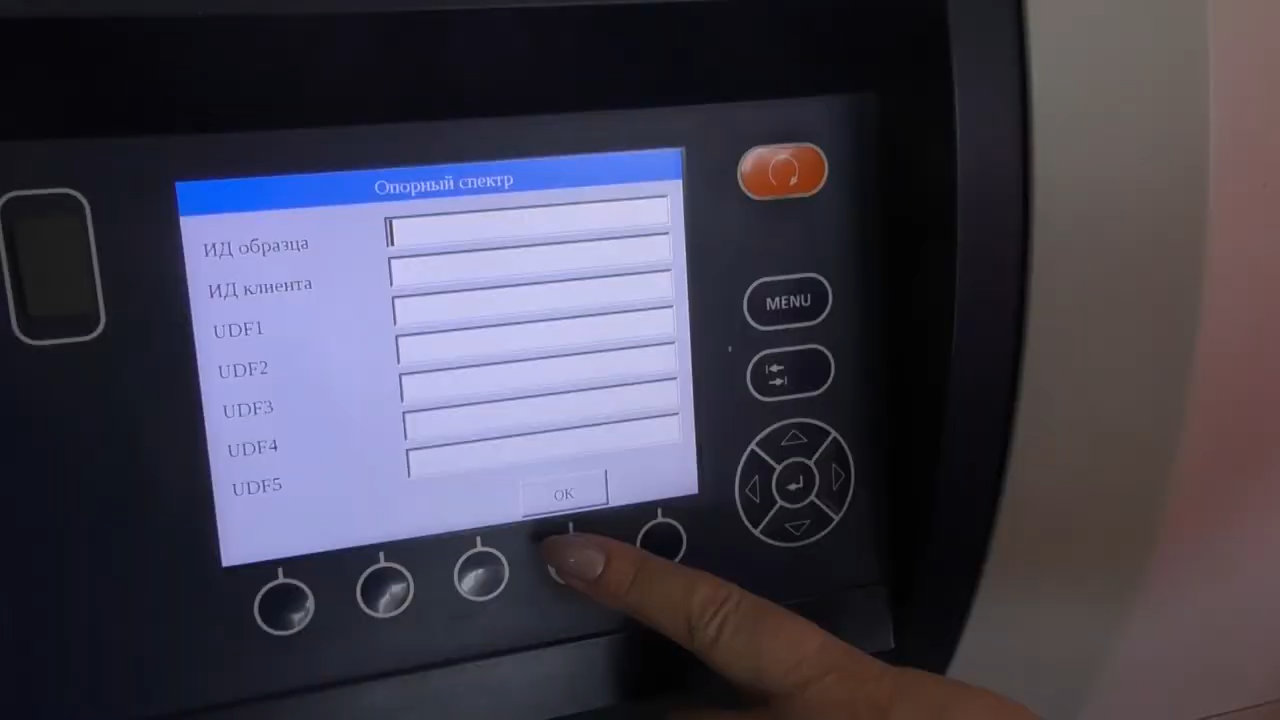 Опорный спектр
ИД образца
ИД клиента
UDF1
UDF2
UDF3
UDF4
UDF5
OK
MENU